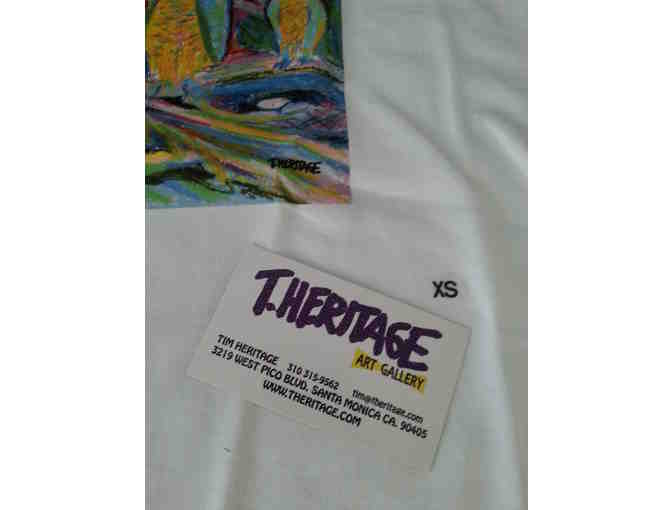 T.HERITAGE
XS
T.HERITAGE
ART GALLERY
TIM HERITAGE 310 315-9562 tim@theritage.com
3219 WEST PICO BLVD. SANTA MONICA CA. 90405
WWW.THERITAGE.COM